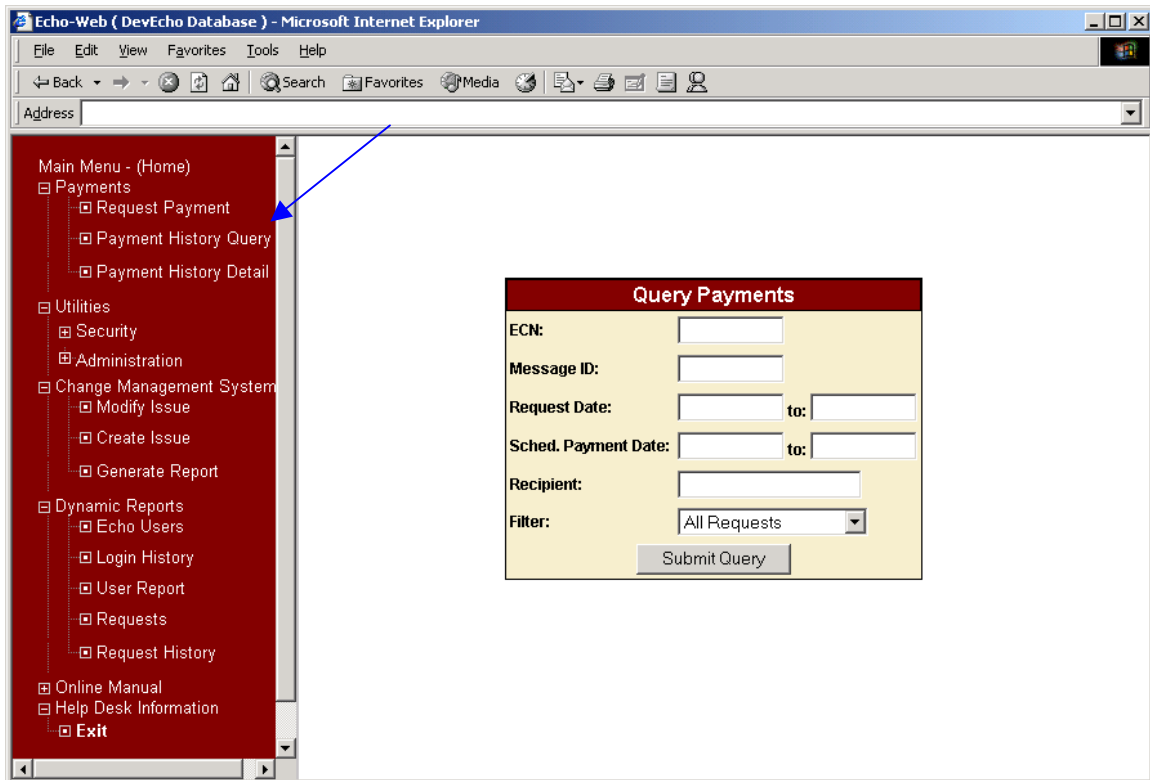 Echo-Web ( DevEcho Database ) - Microsoft Internet Explorer
File Edit View Favorites Tools Help
Back Search Favorites Media
Address
Main Menu - (Home)
Payments
Request Payment
Payment History Query
Payment History Detail
Utilities
Security
Administration
Change Management System
Modify Issue
Create Issue
Generate Report
Dynamic Reports
Echo Users
Login History
User Report
Requests
Request History
Online Manual
Help Desk Information
Exit
Query Payments
ECN:
Message ID:
Request Date: to:
Sched. Payment Date: to:
Recipient:
Filter: All Requests
Submit Query